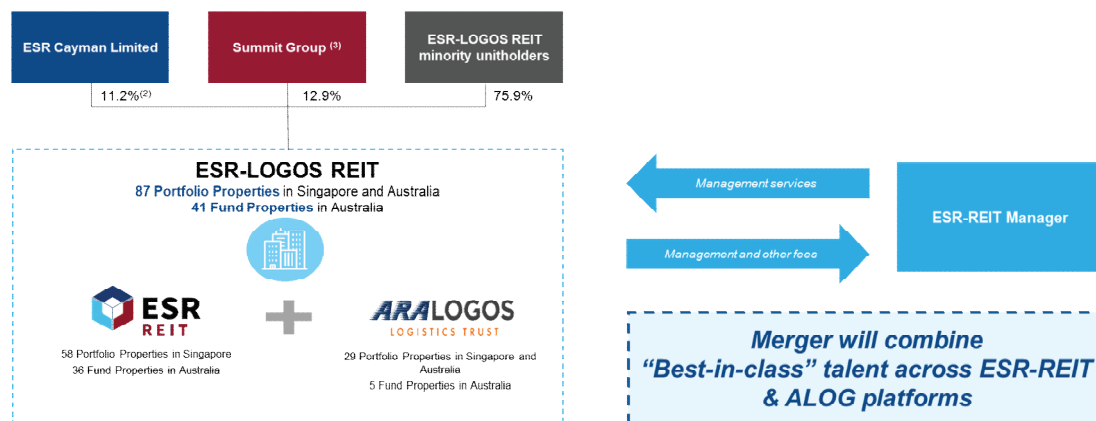 ESR Cayman Limited
Summit Group (3)
ESR-LOGOS REIT
minority unitholders
11.2%(2)
12.9%
75.9%
ESR-LOGOS REIT
87 Portfolio Properties in Singapore and Australia
41 Fund Properties in Australia
ESR
REIT
58 Portfolio Properties in Singapore
36 Fund Properties in Australia
ARALOGOS
LOGISTICS TRUST
29 Portfolio Properties in Singapore and
Australia
5 Fund Properties in Australia
Management services
Management and other fees
ESR-REIT Manager
Merger will combine
“Best-in-class” talent across ESR-REIT
& ALOG platforms